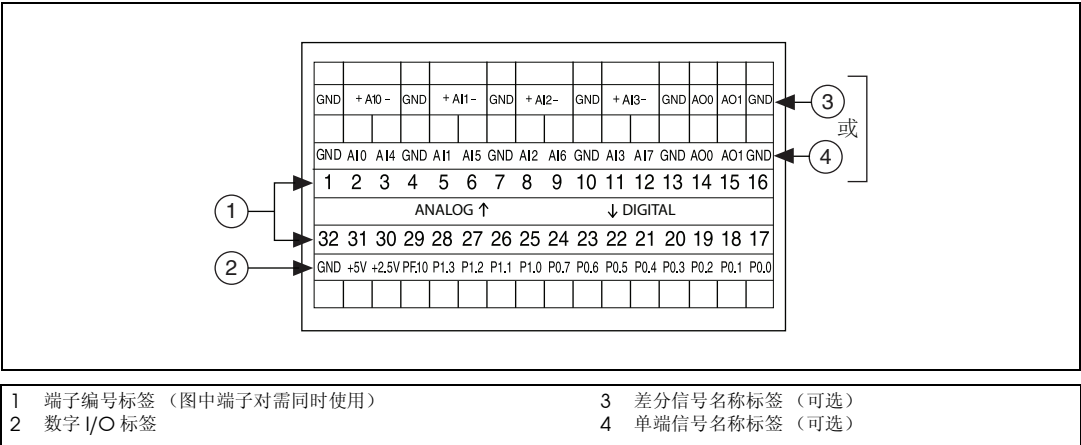 GND + AI0 - GND + AI1- GND + AI2- GND + AI3- GND AO0 AO1 GND
3
或
GND AI0 AI4 GND AI1 AI5 GND AI2 AI6 GND AI3 AI7 GND AO0 AO1 GND
4
1 2 3 4 5 6 7 8 9 10 11 12 13 14 15 16
1
ANALOG ↑ ↓ DIGITAL
32 31 30 29 28 27 26 25 24 23 22 21 20 19 18 17
2
GND +5V +2.5V PF.10 P1.3 P1.2 P1.1 P1.0 P0.7 P0.6 P0.5 P0.4 P0.3 P0.2 P0.1 P0.0
1 端子编号标签 （图中端子对需同时使用）
2 数字 I/O 标签
3 差分信号名称标签 （可选）
4 单端信号名称标签 （可选）